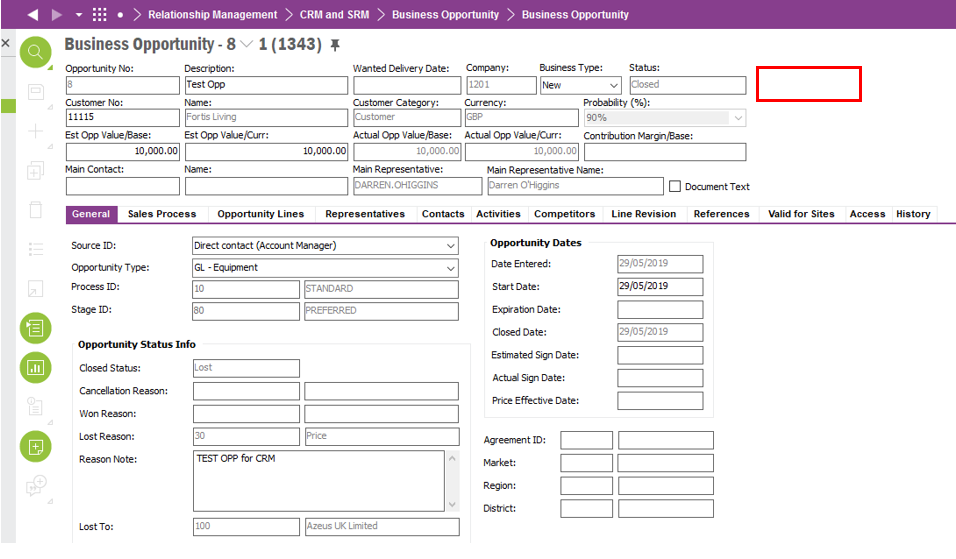 Relationship Management CRM and SRM Business Opportunity Business Opportunity
Business Opportunity - 8 1 (1343)
Opportunity No: Description: Wanted Delivery Date: Company: Business Type: Status:
8 Test Opp 1201 New Closed
Customer No: Name: Customer Category: Currency: Probability (%):
11115 Fortis Living Customer GBP 90%
Est Opp Value/Base: Est Opp Value/Curr: Actual Opp Value/Base: Actual Opp Value/Curr: Contribution Margin/Base:
10,000.00 10,000.00 10,000.00 10,000.00
Main Contact: Name: Main Representative: Main Representative Name:
DARREN.OHIGGINS Darren O'Higgins Document Text
General Sales Process Opportunity Lines Representatives Contacts Activities Competitors Line Revision References Valid for Sites Access History
Source ID: Direct contact (Account Manager)
Opportunity Type: GL - Equipment
Process ID: 10 STANDARD
Stage ID: 80 PREFERRED
Opportunity Status Info
Closed Status: Lost
Cancellation Reason:
Won Reason:
Lost Reason: 30 Price
Reason Note: TEST OPP for CRM
Lost To: 100 Azeus UK Limited
Opportunity Dates
Date Entered: 29/05/2019
Start Date: 29/05/2019
Expiration Date:
Closed Date: 29/05/2019
Estimated Sign Date:
Actual Sign Date:
Price Effective Date:
Agreement ID:
Market:
Region:
District: